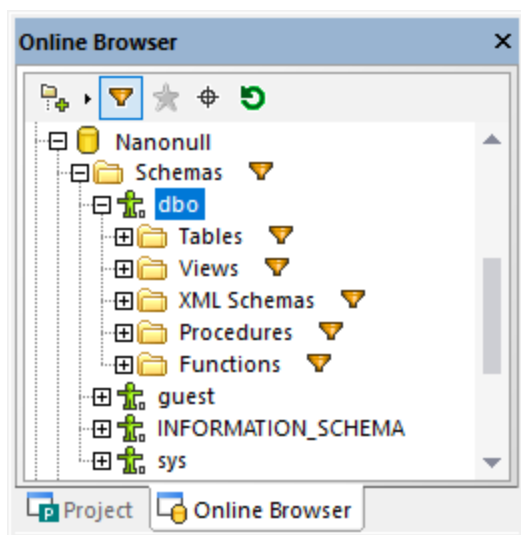 Online Browser
Nanonull
Schemas
dbo
Tables
Views
XML Schemas
Procedures
Functions
guest
INFORMATION_SCHEMA
sys
Project
Online Browser